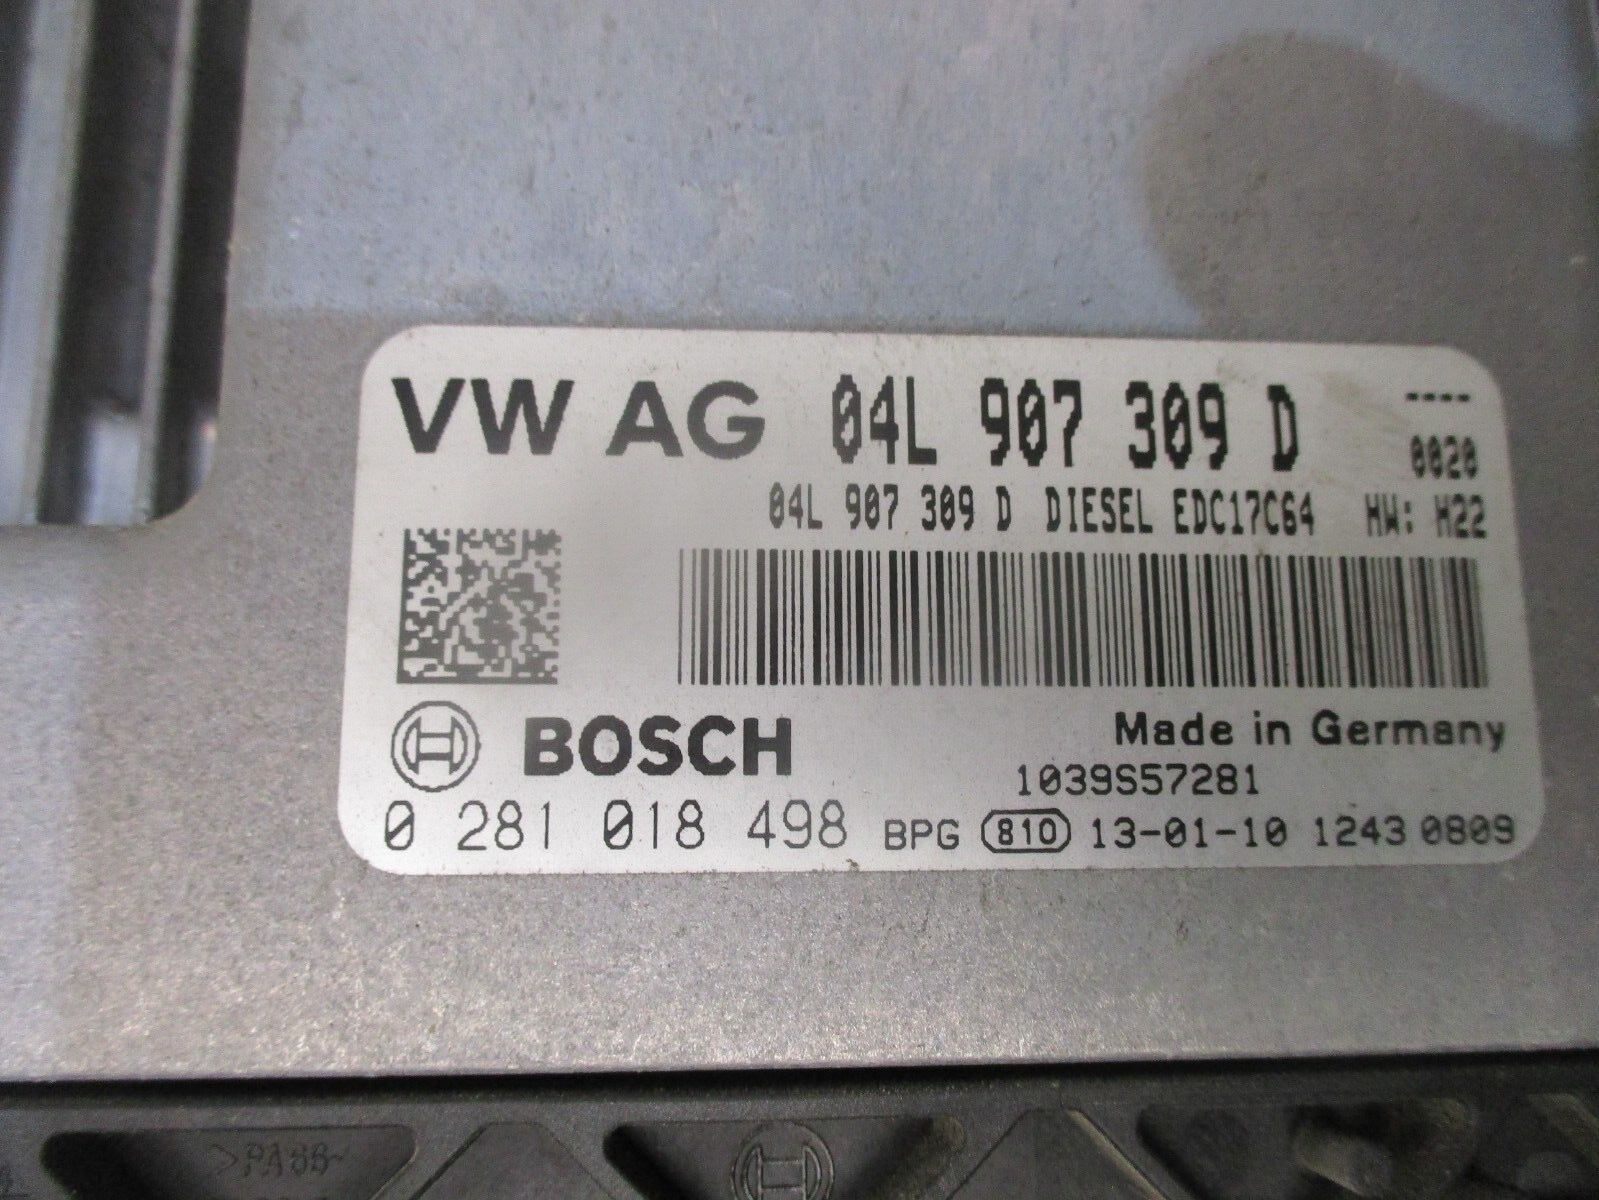 VW AG 04L 907 309 D ----
0020
04L 907 309 D DIESEL EDC17C64 HW: H22
BOSCH Made in Germany
1039S57281
0 281 018 498 BPG 810 13-01-10 1243 0809